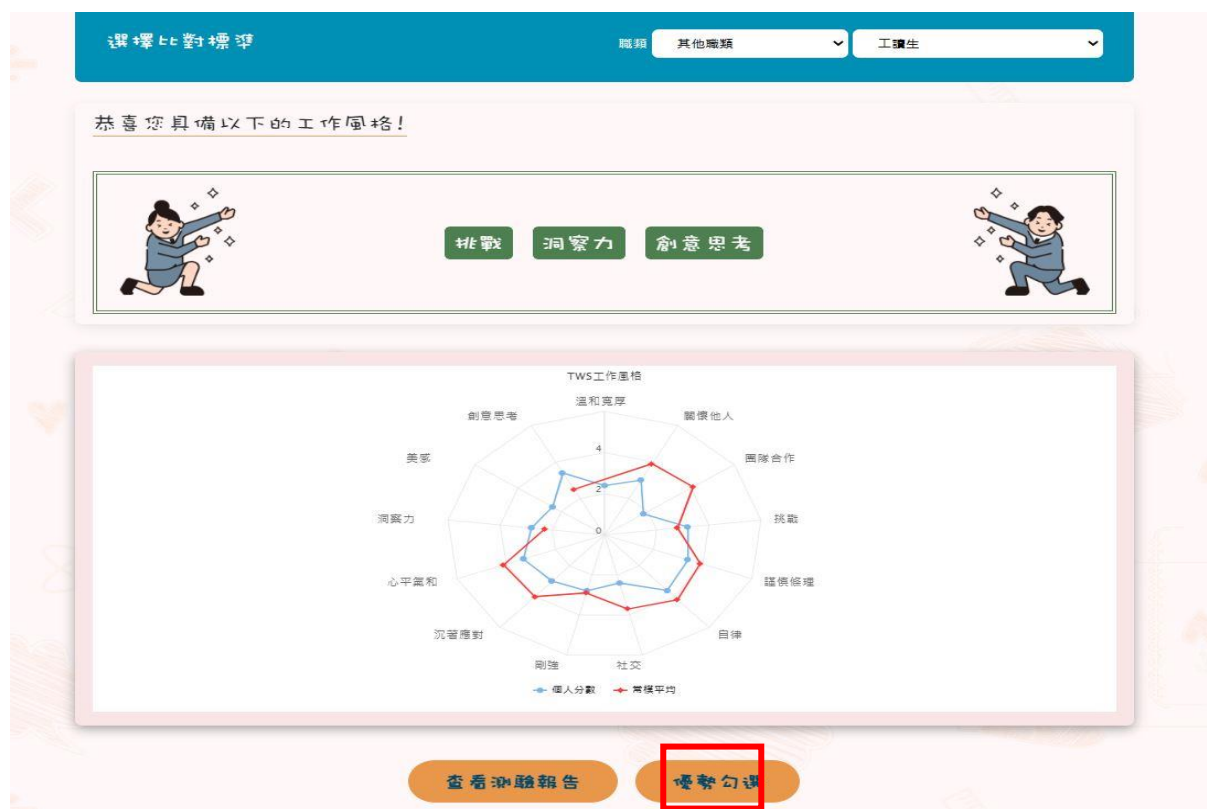 選擇比對標準 職類 其他職類 工讀生
恭喜您具備以下的工作風格!
挑戰 洞察力 創意思考
TWS工作風格
溫和寬厚
創意思考 關懷他人
美感 4 團隊合作
2
洞察力 0 挑戰
心平氣和 謹慎條理
沉著應對 自律
剛強 社交
個人分數 常模平均
查看測驗報告 優勢勾選